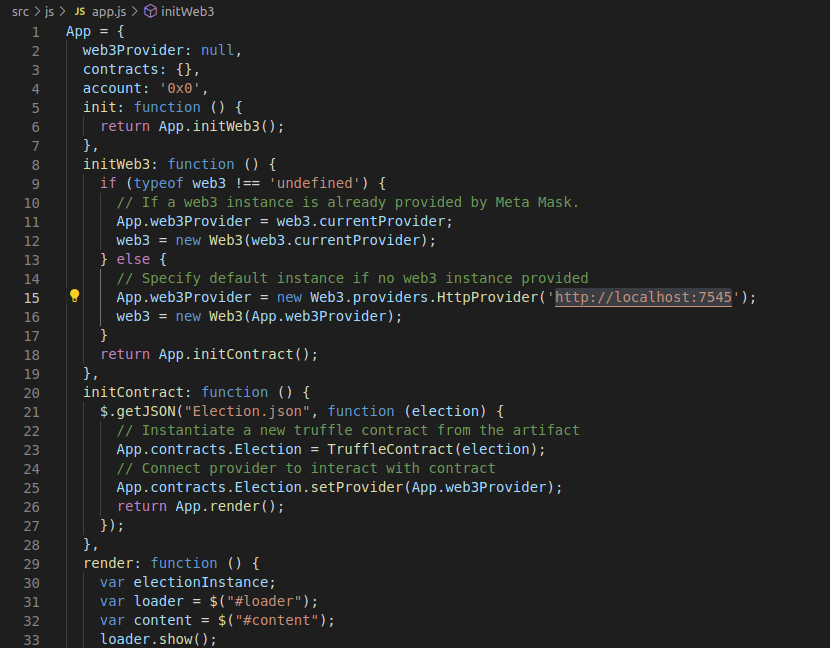 src > js > JS app.js > initWeb3
1 App = {
2 web3Provider: null,
3 contracts: {},
4 account: '0x0',
5 init: function () {
6 return App.initWeb3();
7 },
8 initWeb3: function () {
9 if (typeof web3 !== 'undefined') {
10 // If a web3 instance is already provided by Meta Mask.
11 App.web3Provider = web3.currentProvider;
12 web3 = new Web3(web3.currentProvider);
13 } else {
14 // Specify default instance if no web3 instance provided
15 App.web3Provider = new Web3.providers.HttpProvider('http://localhost:7545');
16 web3 = new Web3(App.web3Provider);
17 }
18 return App.initContract();
19 },
20 initContract: function () {
21 $.getJSON("Election.json", function (election) {
22 // Instantiate a new truffle contract from the artifact
23 App.contracts.Election = TruffleContract(election);
24 // Connect provider to interact with contract
25 App.contracts.Election.setProvider(App.web3Provider);
26 return App.render();
27 });
28 },
29 render: function () {
30 var electionInstance;
31 var loader = $("#loader");
32 var content = $("#content");
33 loader.show();